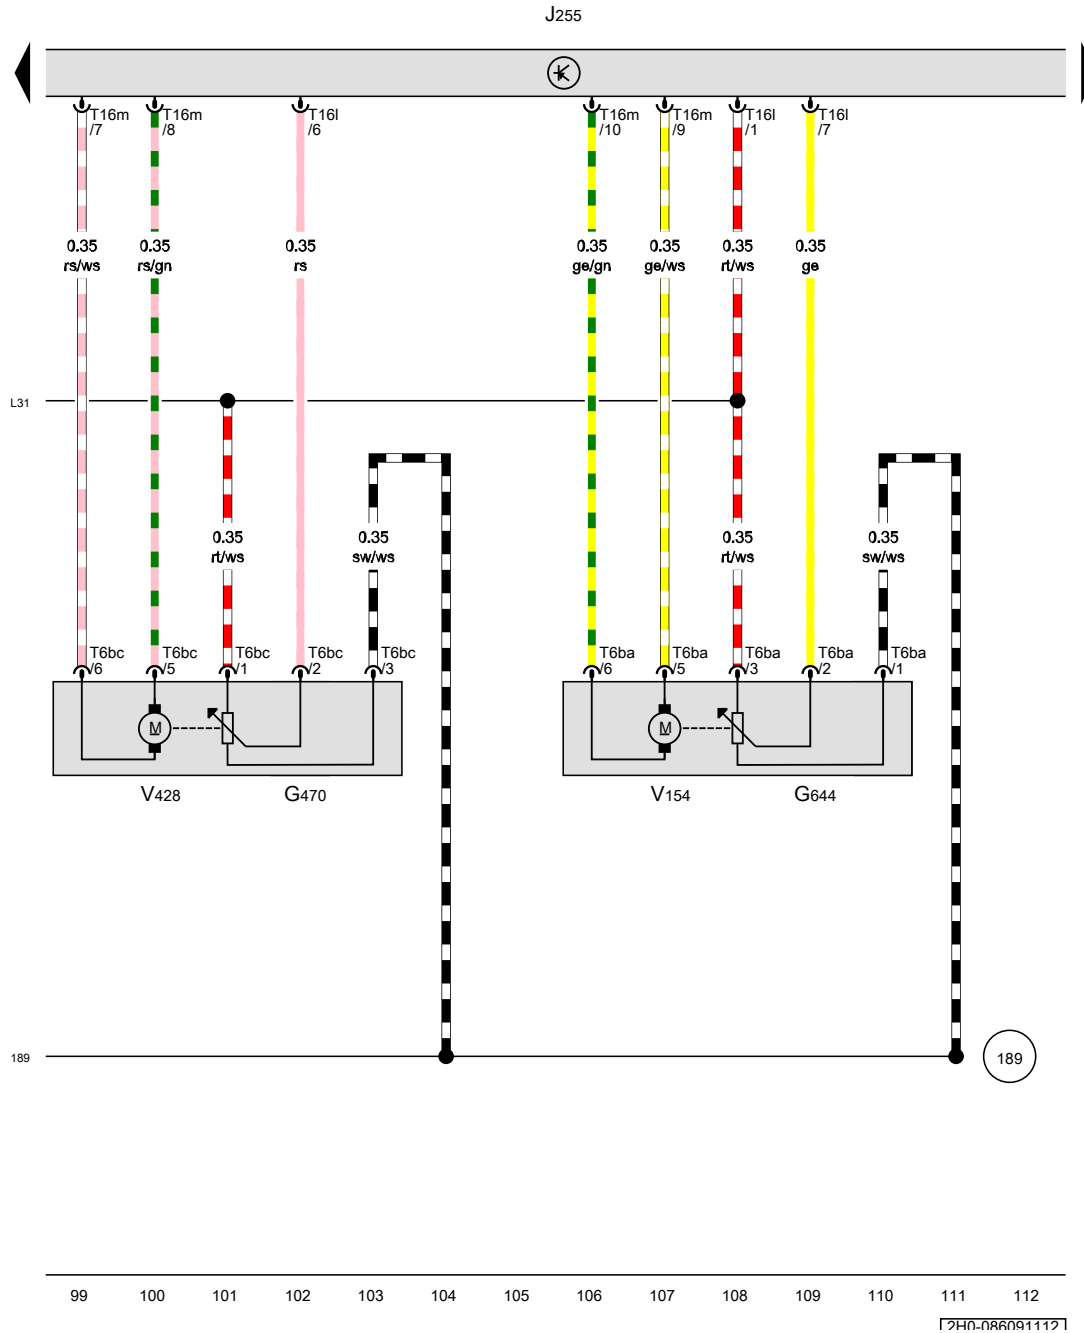 J255
T16m T16m T16l T16m T16m T16l T16l
/7 /8 /6 /10 /9 /1 /7
0.35 0.35 0.35 0.35 0.35 0.35 0.35
rs/ws rs/gn rs ge/gn ge/ws rt/ws ge
L31
0.35 0.35 0.35 0.35
rt/ws sw/ws rt/ws sw/ws
T6bc T6bc T6bc T6bc T6bc T6ba T6ba T6ba T6ba T6ba
/6 /5 /1 /2 /3 /6 /5 /3 /2 /1
M M
V428 G470 V154 G644
189 189
99 100 101 102 103 104 105 106 107 108 109 110 111 112
2H0-086091112